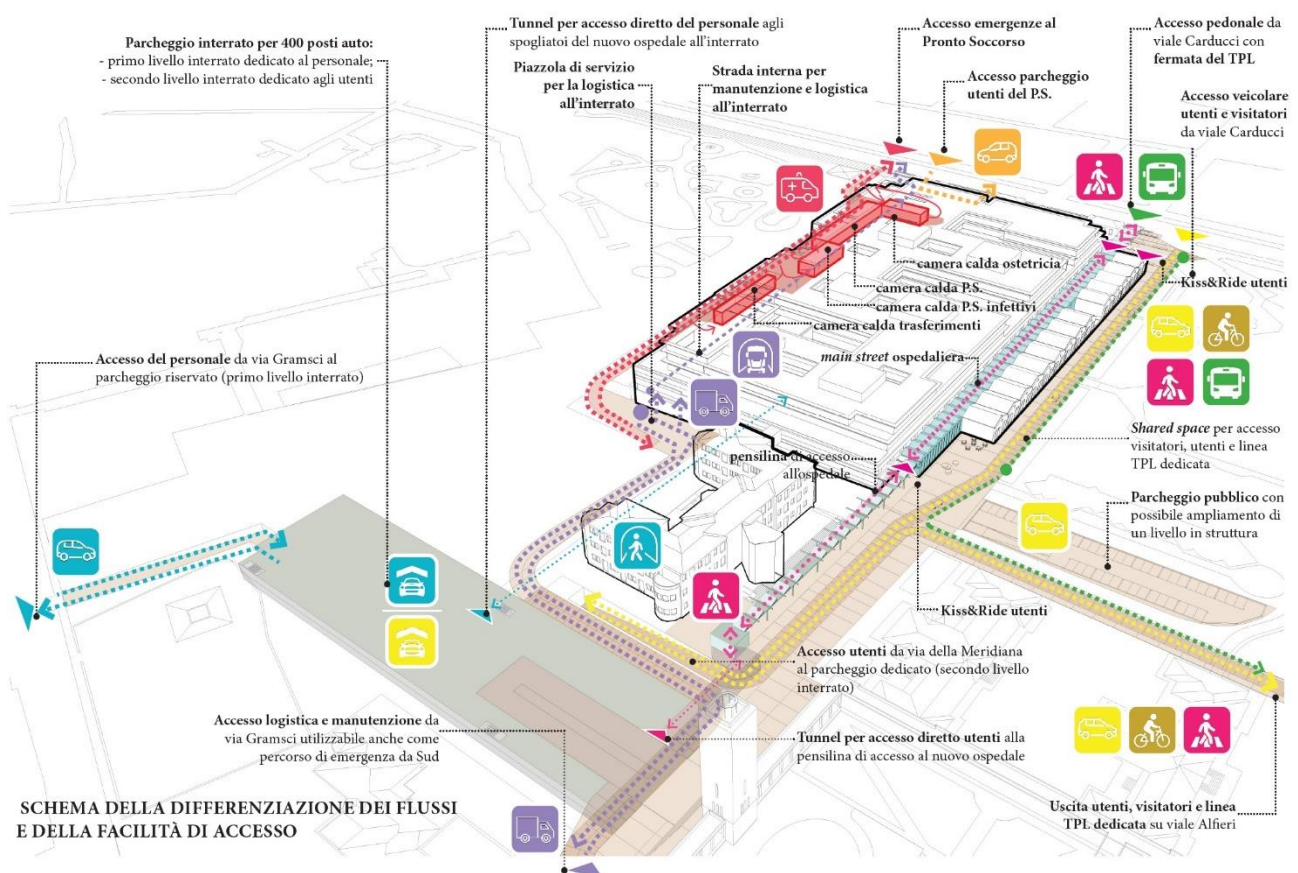 Parcheggio interrato per 400 posti auto:
- primo livello interrato dedicato al personale;
- secondo livello interrato dedicato agli utenti
Tunnel per accesso diretto del personale agli
spogliatoi del nuovo ospedale all'interrato
Piazzola di servizio
per la logistica
all'interrato
Strada interna per
manutenzione e logistica
all'interrato
Accesso emergenze al
Pronto Soccorso
Accesso parcheggio
utenti del P.S.
Accesso pedonale da
viale Carducci con
fermata del TPL
Accesso veicolare
utenti e visitatori
da viale Carducci
camera calda ostetricia
camera calda P.S.
camera calda P.S. infettivi
camera calda trasferimenti
Kiss&Ride utenti
main street ospedaliera
Accesso del personale da via Gramsci al
parcheggio riservato (primo livello interrato)
Shared space per accesso
visitatori, utenti e linea
TPL dedicata
pensilina di accesso
all'ospedale
Parcheggio pubblico con
possibile ampliamento di
un livello in struttura
Kiss&Ride utenti
Accesso utenti da via della Meridiana
al parcheggio dedicato (secondo livello
interrato)
Accesso logistica e manutenzione da
via Gramsci utilizzabile anche come
percorso di emergenza da Sud
Tunnel per accesso diretto utenti alla
pensilina di accesso al nuovo ospedale
Uscita utenti, visitatori e linea
TPL dedicata su viale Alfieri
SCHEMA DELLA DIFFERENZIAZIONE DEI FLUSSI
E DELLA FACILITÀ DI ACCESSO